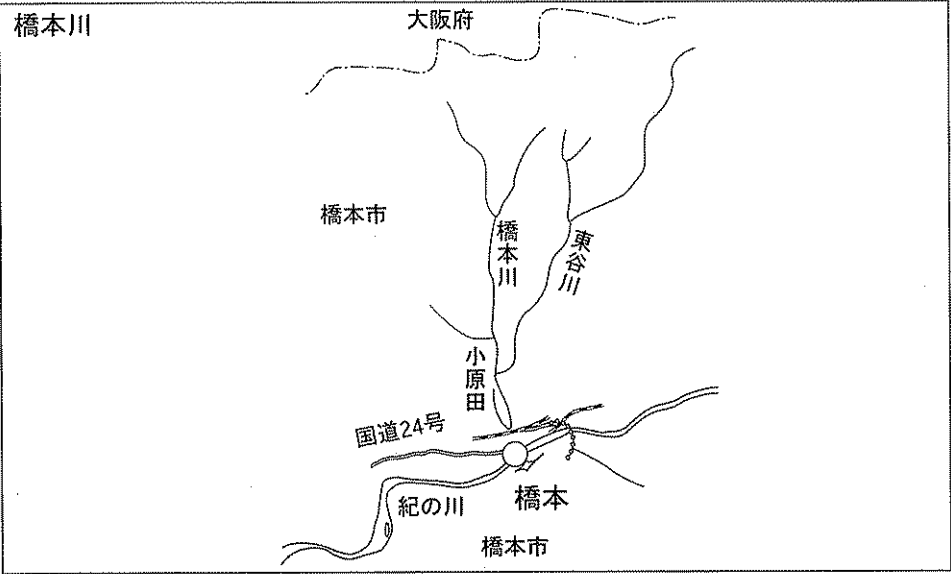 橋本川
大阪府
橋本市
橋本川
東谷川
小原田
国道24号
紀の川
橋本
橋本市